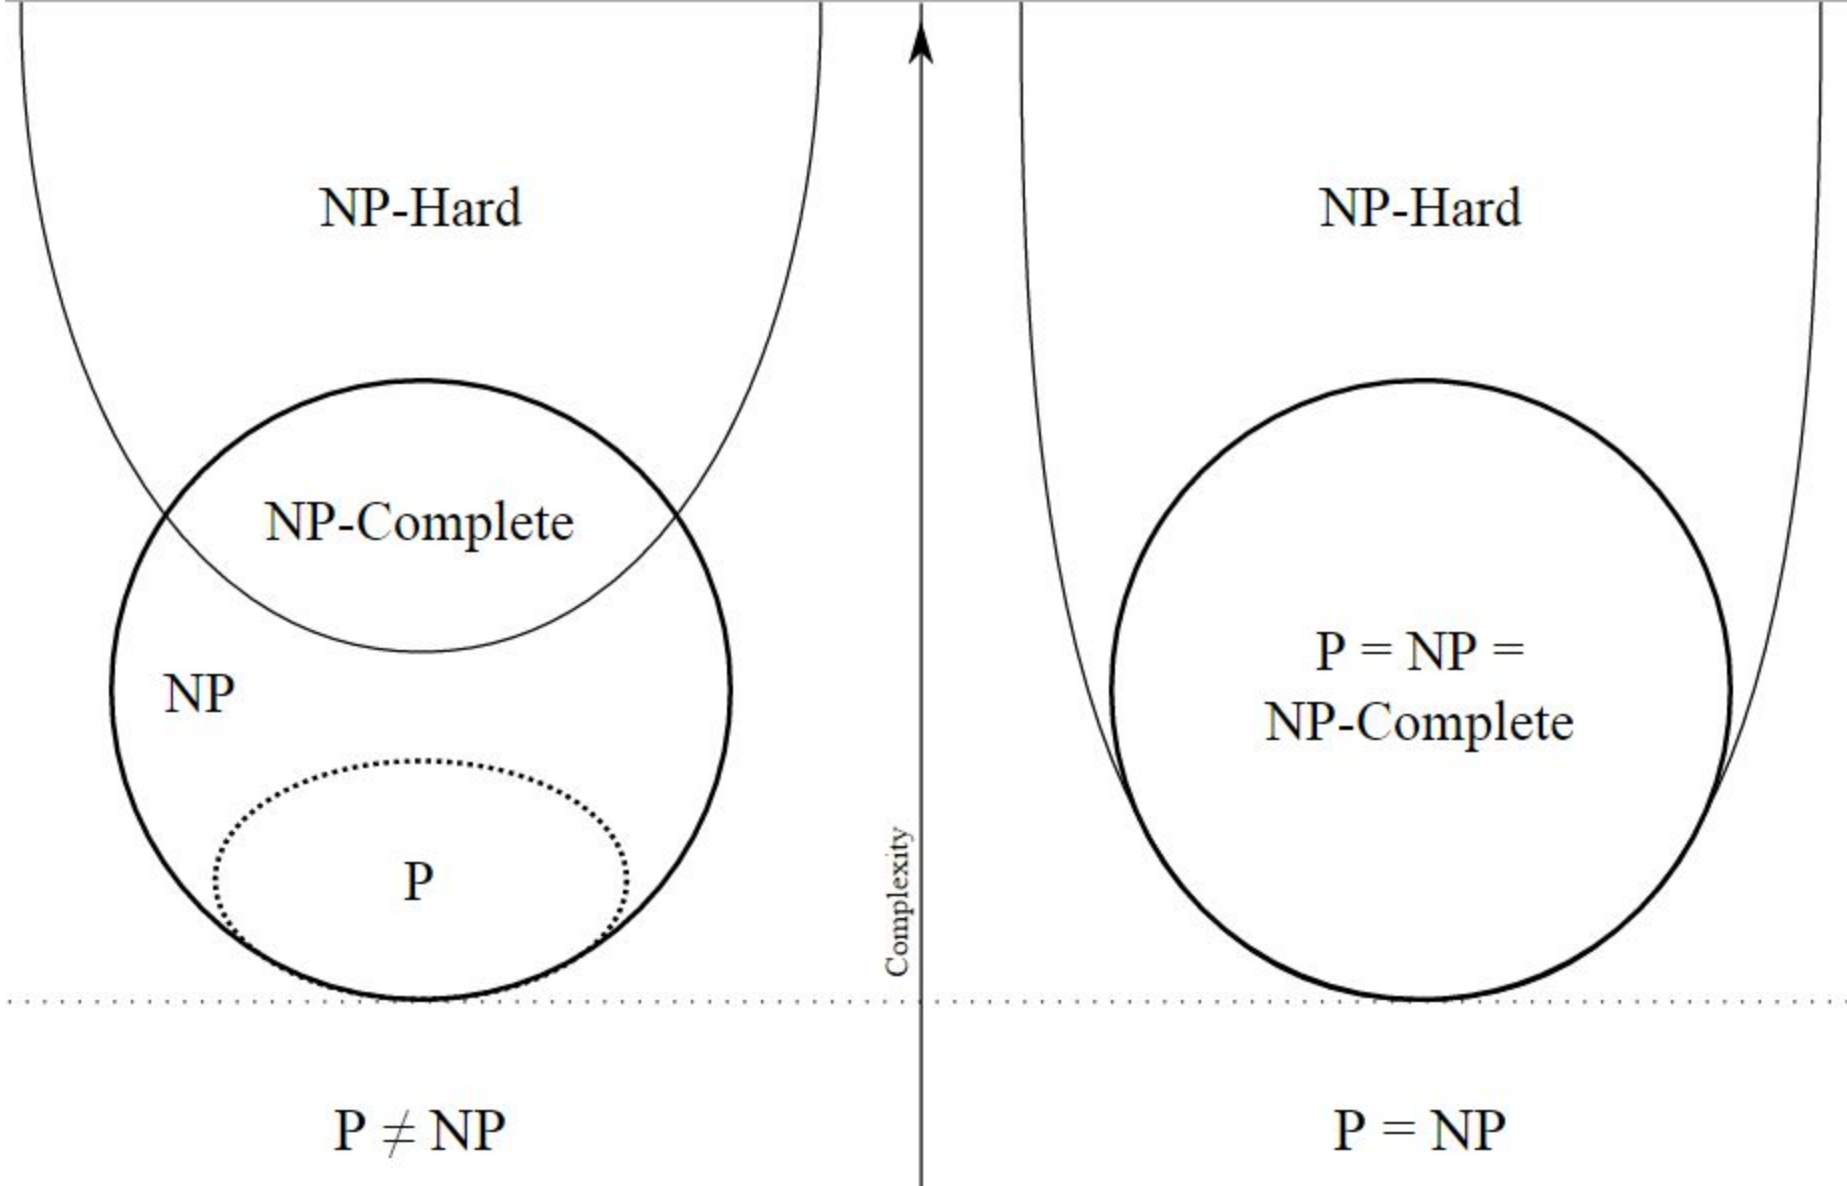 NP-Hard
NP-Complete
NP
P
P ≠ NP
Complexity
NP-Hard
P = NP =
NP-Complete
P = NP